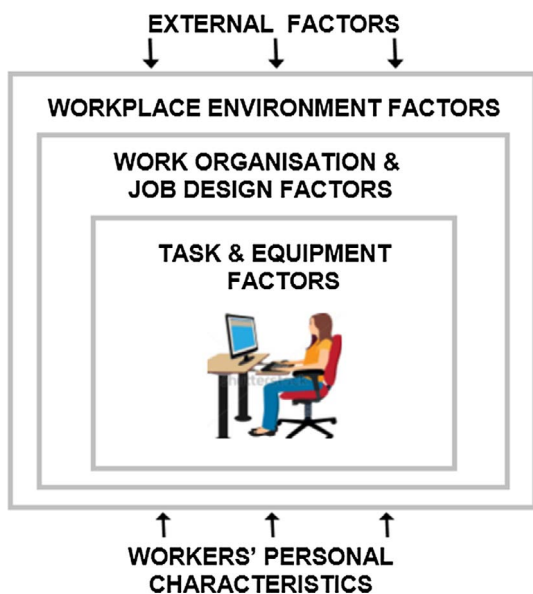 EXTERNAL FACTORS
WORKPLACE ENVIRONMENT FACTORS
WORK ORGANISATION &
JOB DESIGN FACTORS
TASK & EQUIPMENT
FACTORS
WORKERS' PERSONAL
CHARACTERISTICS